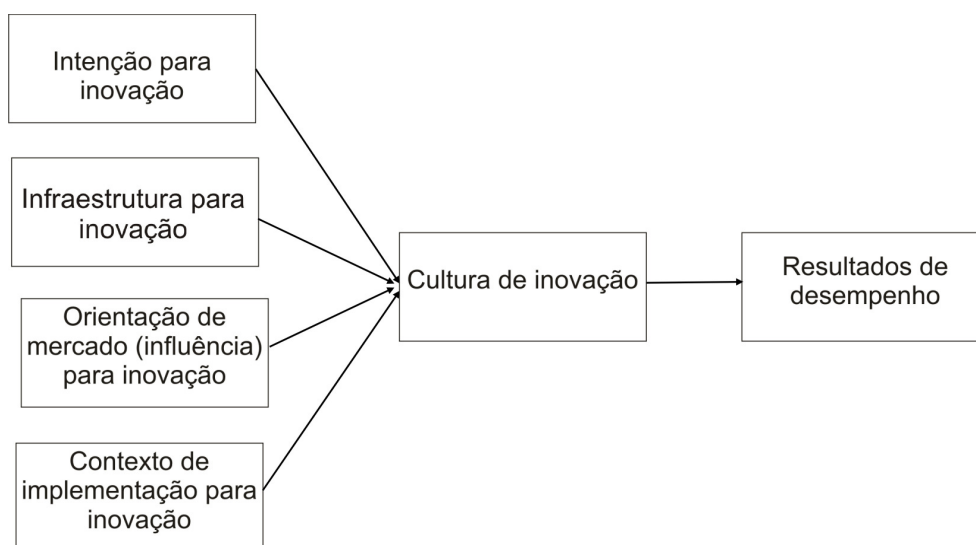 Intenção para
inovação
Infraestrutura para
inovação
Orientação de
mercado (influência)
para inovação
Contexto de
implementação para
inovação
Cultura de inovação
Resultados de
desempenho